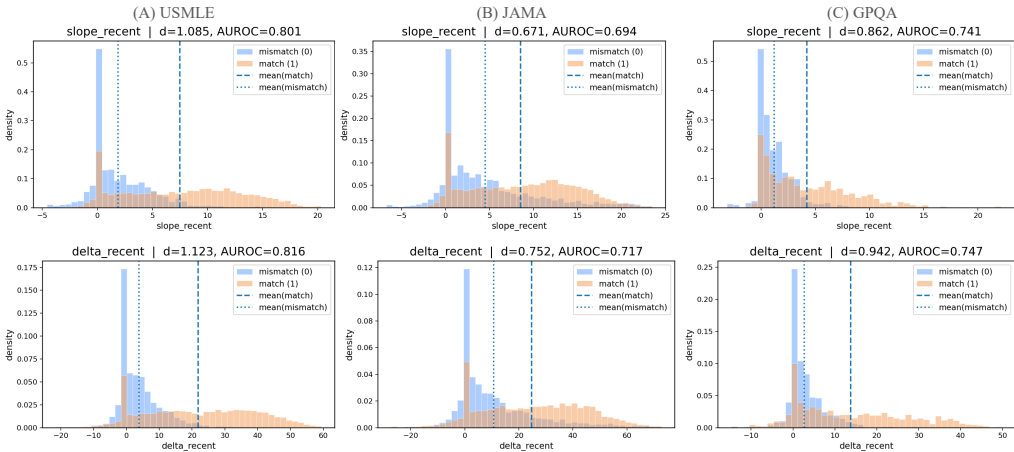 (A) USMLE
(B) JAMA
(C) GPQA
slope_recent | d=1.085, AUROC=0.801
0.5
0.4
0.3
0.2
0.1
0.0
density
−5
0
5
10
15
20
slope_recent
mismatch (0)
match (1)
mean(match)
mean(mismatch)
slope_recent | d=0.671, AUROC=0.694
0.35
0.30
0.25
0.20
0.15
0.10
0.05
0.00
density
−5
0
5
10
15
20
25
slope_recent
mismatch (0)
match (1)
mean(match)
mean(mismatch)
slope_recent | d=0.862, AUROC=0.741
0.5
0.4
0.3
0.2
0.1
0.0
density
0
5
10
15
20
slope_recent
mismatch (0)
match (1)
mean(match)
mean(mismatch)
delta_recent | d=1.123, AUROC=0.816
0.175
0.150
0.125
0.100
0.075
0.050
0.025
0.000
density
−20
−10
0
10
20
30
40
50
60
delta_recent
mismatch (0)
match (1)
mean(match)
mean(mismatch)
delta_recent | d=0.752, AUROC=0.717
0.12
0.10
0.08
0.06
0.04
0.02
0.00
density
−20
0
20
40
60
delta_recent
mismatch (0)
match (1)
mean(match)
mean(mismatch)
delta_recent | d=0.942, AUROC=0.747
0.25
0.20
0.15
0.10
0.05
0.00
density
−10
0
10
20
30
40
50
delta_recent
mismatch (0)
match (1)
mean(match)
mean(mismatch)